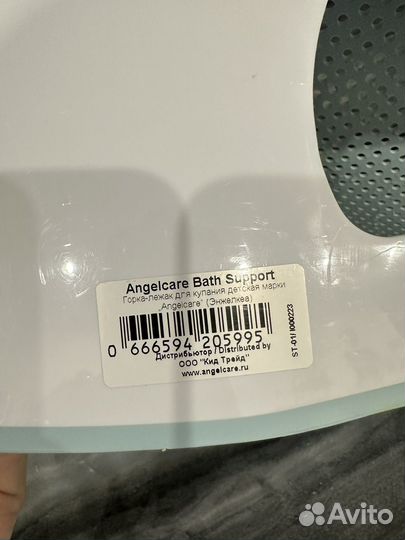 Angelcare Bath Support
Горка-лежак для купания детская марки
„Angelcare" (Энжелкеа)
0 666594 205995
Дистрибьютор / Distributed by
ООО "Кид Трейд"
www.angelcare.ru
ST-01/ I000223
Avito